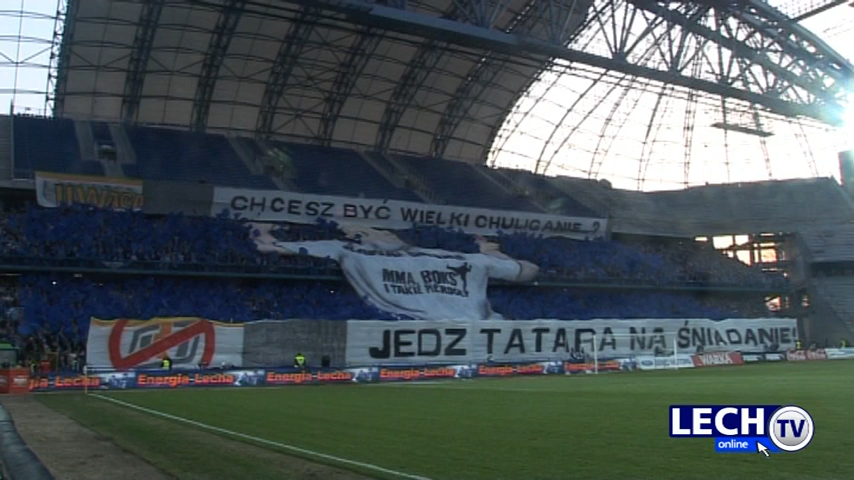 UWAGA
CHCESZ BYĆ WIELKI CHULIGANIE ?
MMA, BOKS
I TAKIE PIERDOŁY
JEDZ TATARA NA ŚNIADANIE!
Energia-Lecha Energia-Lecha Energia-Lecha Energia-Lecha Energia-Lecha Energia-Lecha
WARKA
LECH TV
online